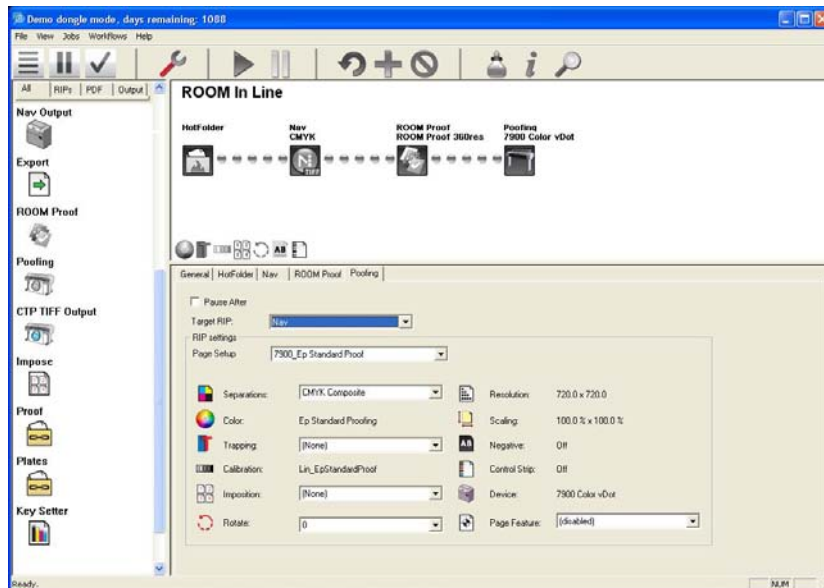 Demo dongle mode, days remaining: 1088
File View Jobs Workflows Help
All RIPs PDF Output
Nav Output
Export
ROOM Proof
Poofing
CTP TIFF Output
Impose
Proof
Plates
Key Setter
ROOM In Line
HotFolder
Nav
CMYK
ROOM Proof
ROOM Proof 360res
Poofing
7900 Color vDot
N
TIFF
AB
General HotFolder Nav ROOM Proof Poofing
Pause After
Target RIP: Nav
RIP settings
Page Setup 7900_Ep Standard Proof
Separations: CMYK Composite
Resolution: 720.0 x 720.0
Color: Ep Standard Proofing
Scaling: 100.0 % x 100.0 %
Trapping: (None)
AB Negative: Off
Calibration: Lin_EpStandardProof
Control Strip: Off
Imposition: (None)
Device: 7900 Color vDot
Rotate: 0
Page Feature: (disabled)
Ready.
NUM